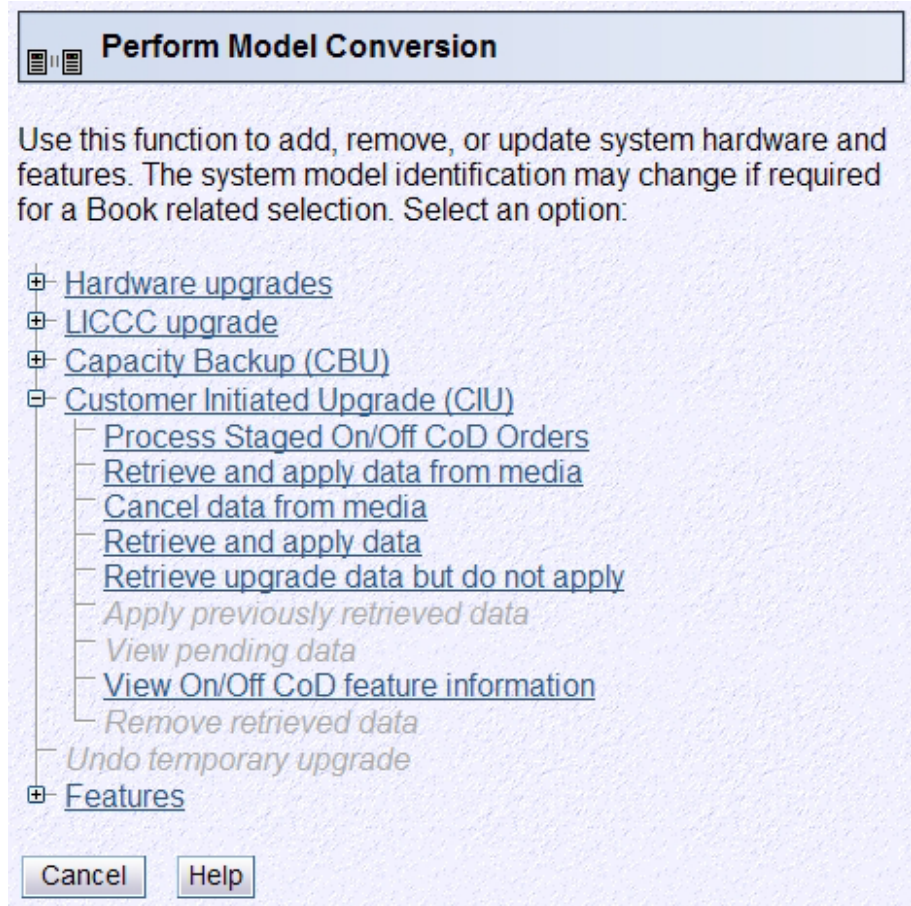 Perform Model Conversion
Use this function to add, remove, or update system hardware and
features. The system model identification may change if required
for a Book related selection. Select an option:
Hardware upgrades
LICCC upgrade
Capacity Backup (CBU)
Customer Initiated Upgrade (CIU)
Process Staged On/Off CoD Orders
Retrieve and apply data from media
Cancel data from media
Retrieve and apply data
Retrieve upgrade data but do not apply
Apply previously retrieved data
View pending data
View On/Off CoD feature information
Remove retrieved data
Undo temporary upgrade
Features
Cancel Help